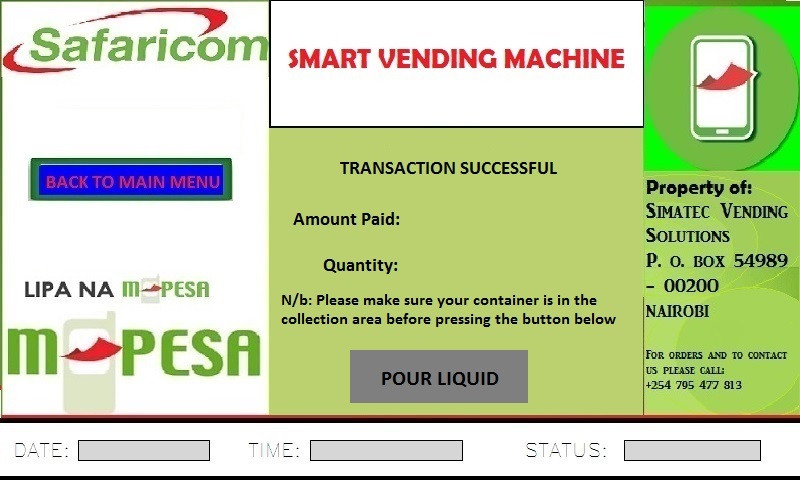 Safaricom
BACK TO MAIN MENU
LIPA NA M-PESA
M-PESA
SMART VENDING MACHINE
TRANSACTION SUCCESSFUL
Amount Paid:
Quantity:
N/b: Please make sure your container is in the
collection area before pressing the button below
POUR LIQUID
Property of:
Simatec Vending
Solutions
P. o. box 54989
- 00200
NAIROBI
For orders and to contact
us please call:
+254 795 477 813
DATE:
TIME:
STATUS: